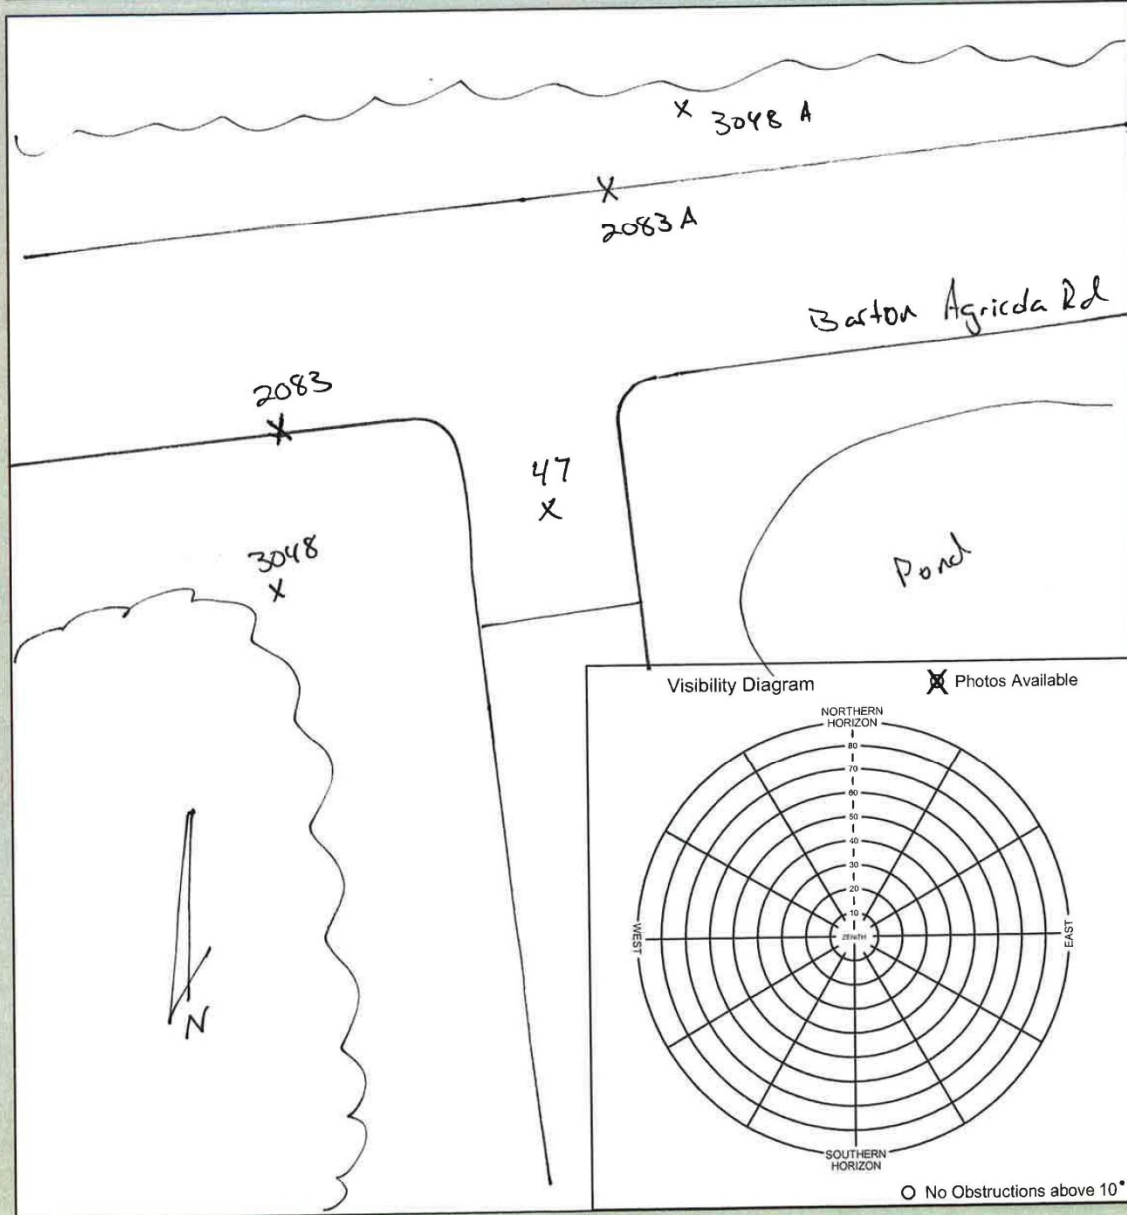 3048 A
2083 A
Barton Agricola Rd
2083
47
3048
Pond
Visibility Diagram
Photos Available
NORTHERN
HORIZON
80
70
60
50
40
30
20
10
WEST
ZENITH
EAST
N
SOUTHERN
HORIZON
No Obstructions above 10°